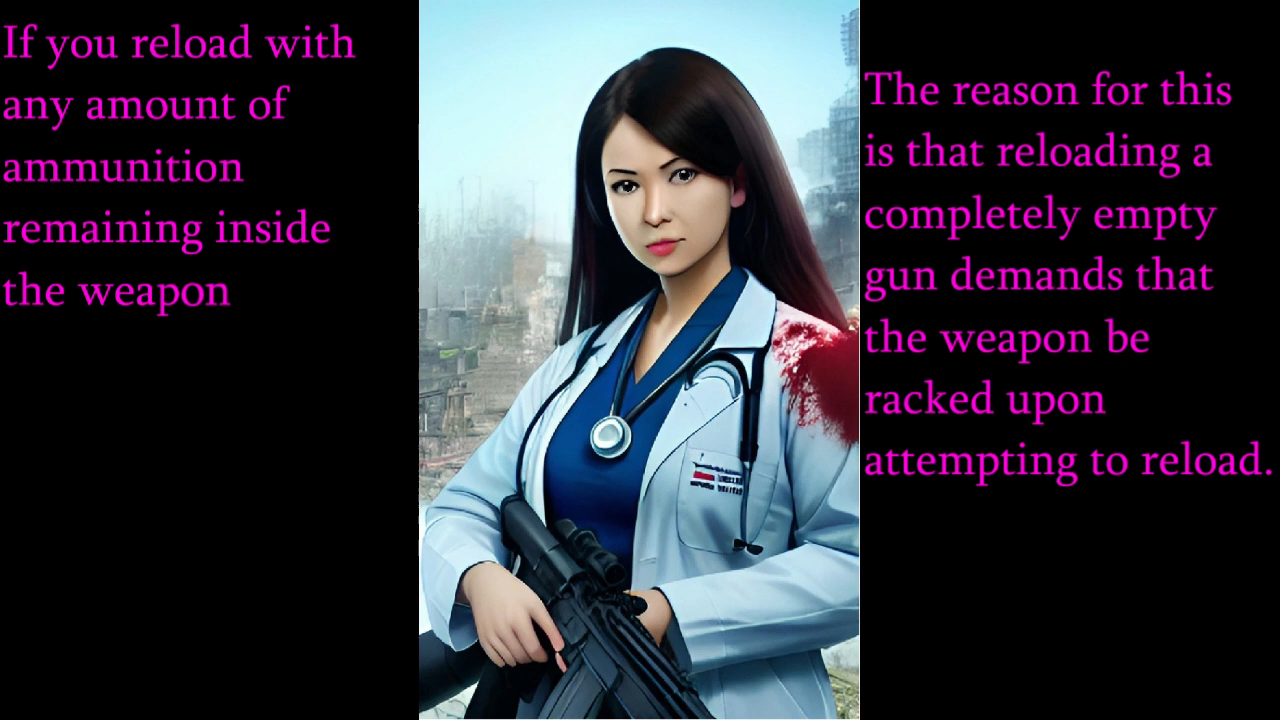 If you reload with
any amount of
ammunition
remaining inside
the weapon
The reason for this
is that reloading a
completely empty
gun demands that
the weapon be
racked upon
attempting to reload.